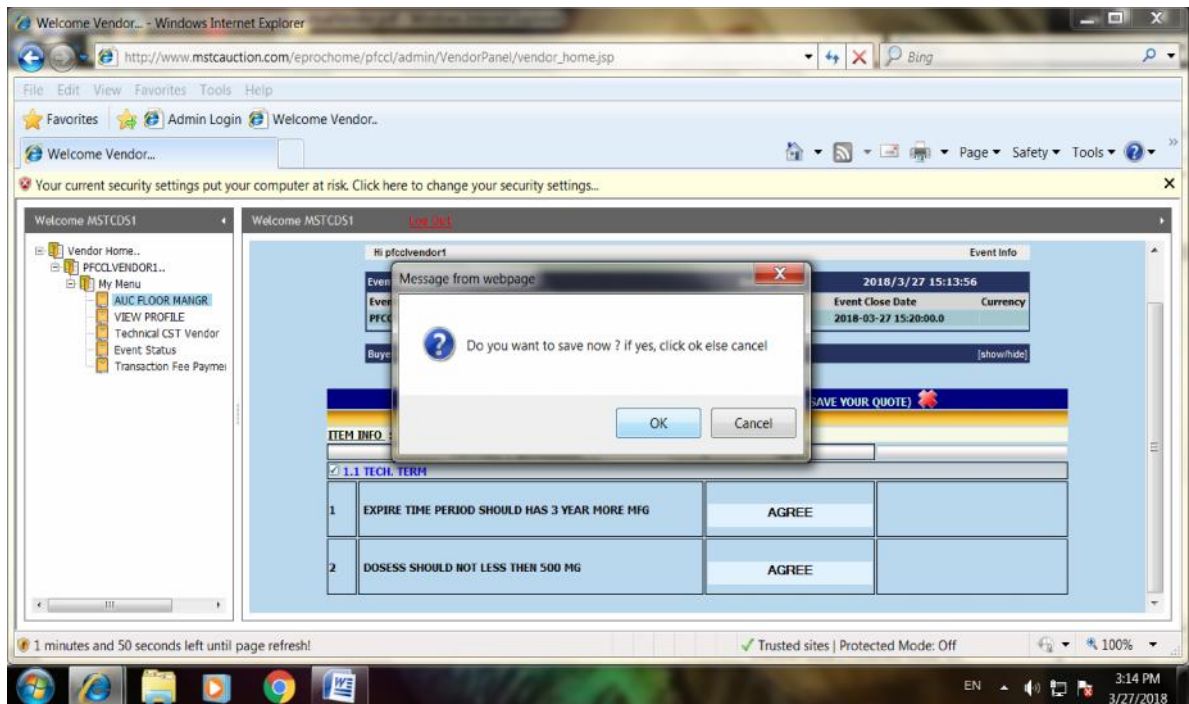 Welcome Vendor... - Windows Internet Explorer
http://www.mstcauction.com/eprochome/pfccl/admin/VendorPanel/vendor_home.jsp
Bing
File Edit View Favorites Tools Help
Favorites Admin Login Welcome Vendor..
Welcome Vendor...
Page Safety Tools
Your current security settings put your computer at risk. Click here to change your security settings...
Welcome MSTCDS1
Welcome MSTCDS1 Log Out
Vendor Home..
PFCCLVENDOR1..
My Menu
AUC FLOOR MANGR
VIEW PROFILE
Technical CST Vendor
Event Status
Transaction Fee Paymei
Hi pfcclvendor1 Event Info
Even 2018/3/27 15:13:56
Even Event Close Date Currency
PFCC 2018-03-27 15:20:00.0
Buye [show/hide]
Message from webpage
Do you want to save now ? if yes, click ok else cancel
OK Cancel
SAVE YOUR QUOTE)
ITEM INFO :
1.1 TECH. TERM
1 EXPIRE TIME PERIOD SHOULD HAS 3 YEAR MORE MFG AGREE
2 DOSESS SHOULD NOT LESS THEN 500 MG AGREE
1 minutes and 50 seconds left until page refresh!
Trusted sites | Protected Mode: Off 100%
EN 3:14 PM
3/27/2018